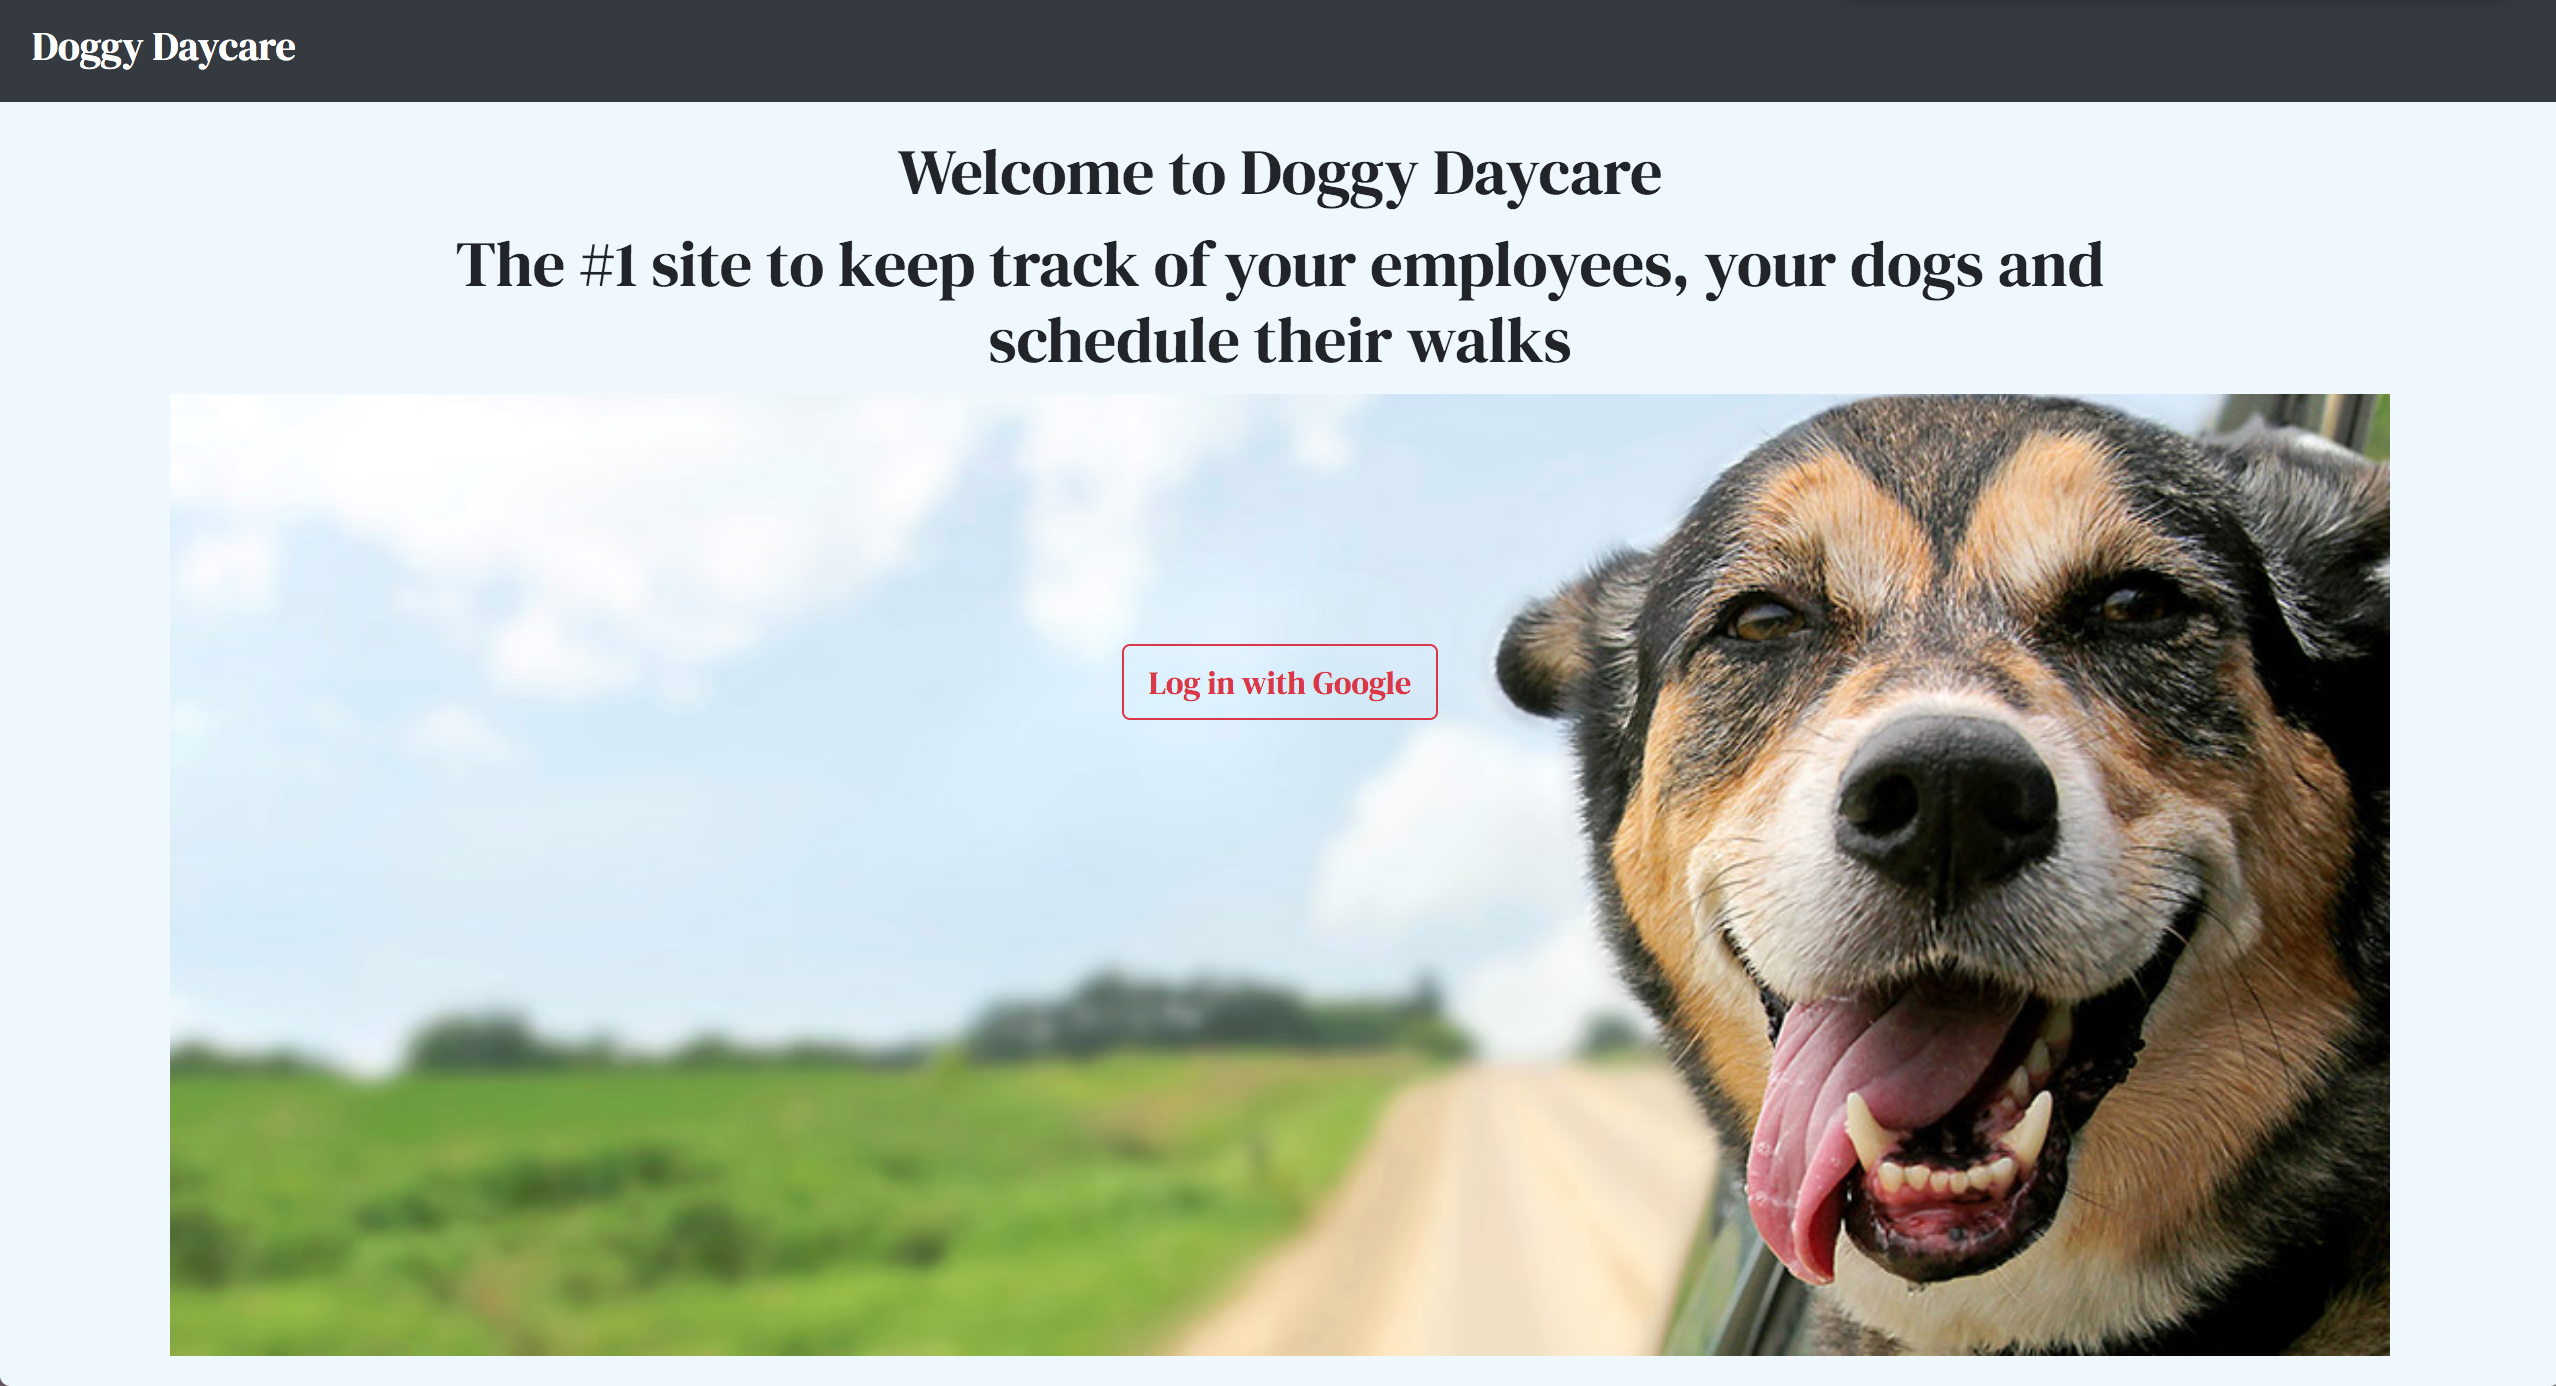 Doggy Daycare
Welcome to Doggy Daycare
The #1 site to keep track of your employees, your dogs and
schedule their walks
Log in with Google